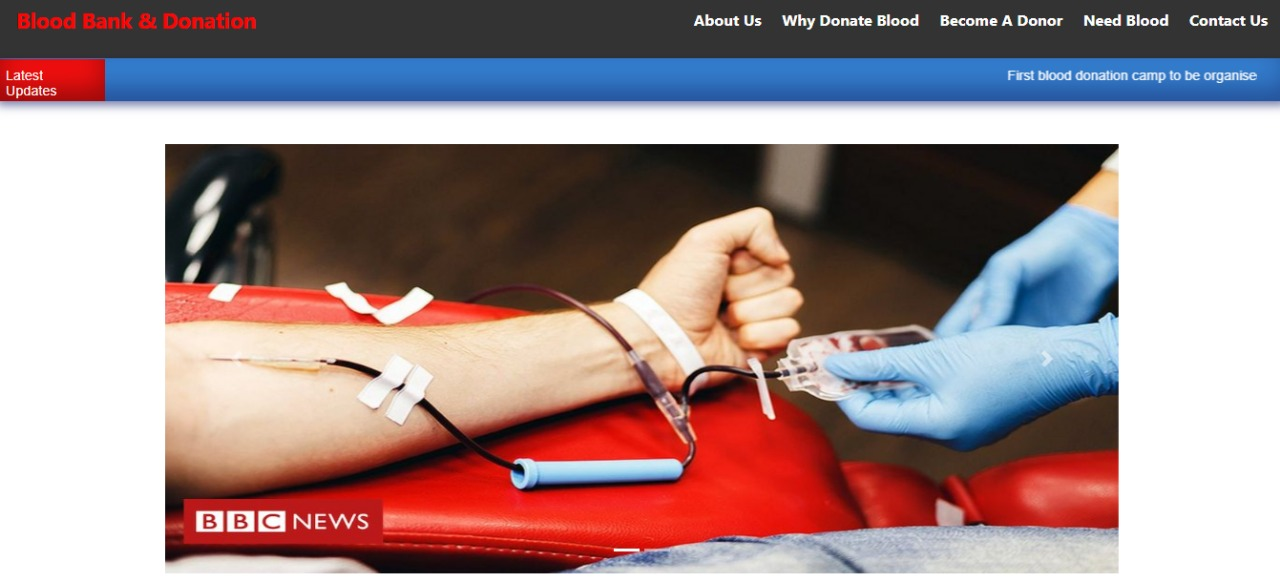 Blood Bank & Donation
About Us Why Donate Blood Become A Donor Need Blood Contact Us
Latest
Updates
First blood donation camp to be organise
BBC NEWS